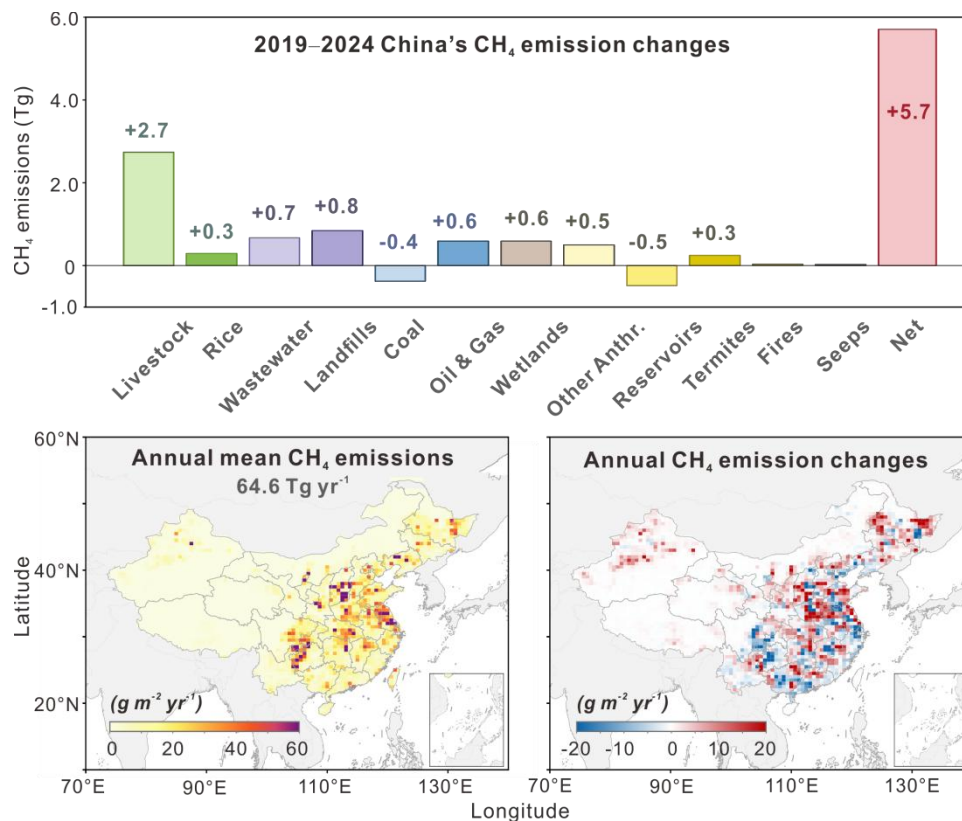 2019–2024 China's CH₄ emission changes
CH₄ emissions (Tg)
6.0
4.0
2.0
0
-1.0
+2.7
+0.3
+0.7
+0.8
-0.4
+0.6
+0.6
+0.5
-0.5
+0.3
+5.7
Livestock
Rice
Wastewater
Landfills
Coal
Oil & Gas
Wetlands
Other Anthr.
Reservoirs
Termites
Fires
Seeps
Net
Annual mean CH₄ emissions
64.6 Tg yr⁻¹
Latitude
60°N
40°N
20°N
(g m⁻² yr⁻¹)
0 20 40 60
70°E 90°E 110°E 130°E
Annual CH₄ emission changes
(g m⁻² yr⁻¹)
-20 -10 0 10 20
70°E 90°E 110°E 130°E
Longitude